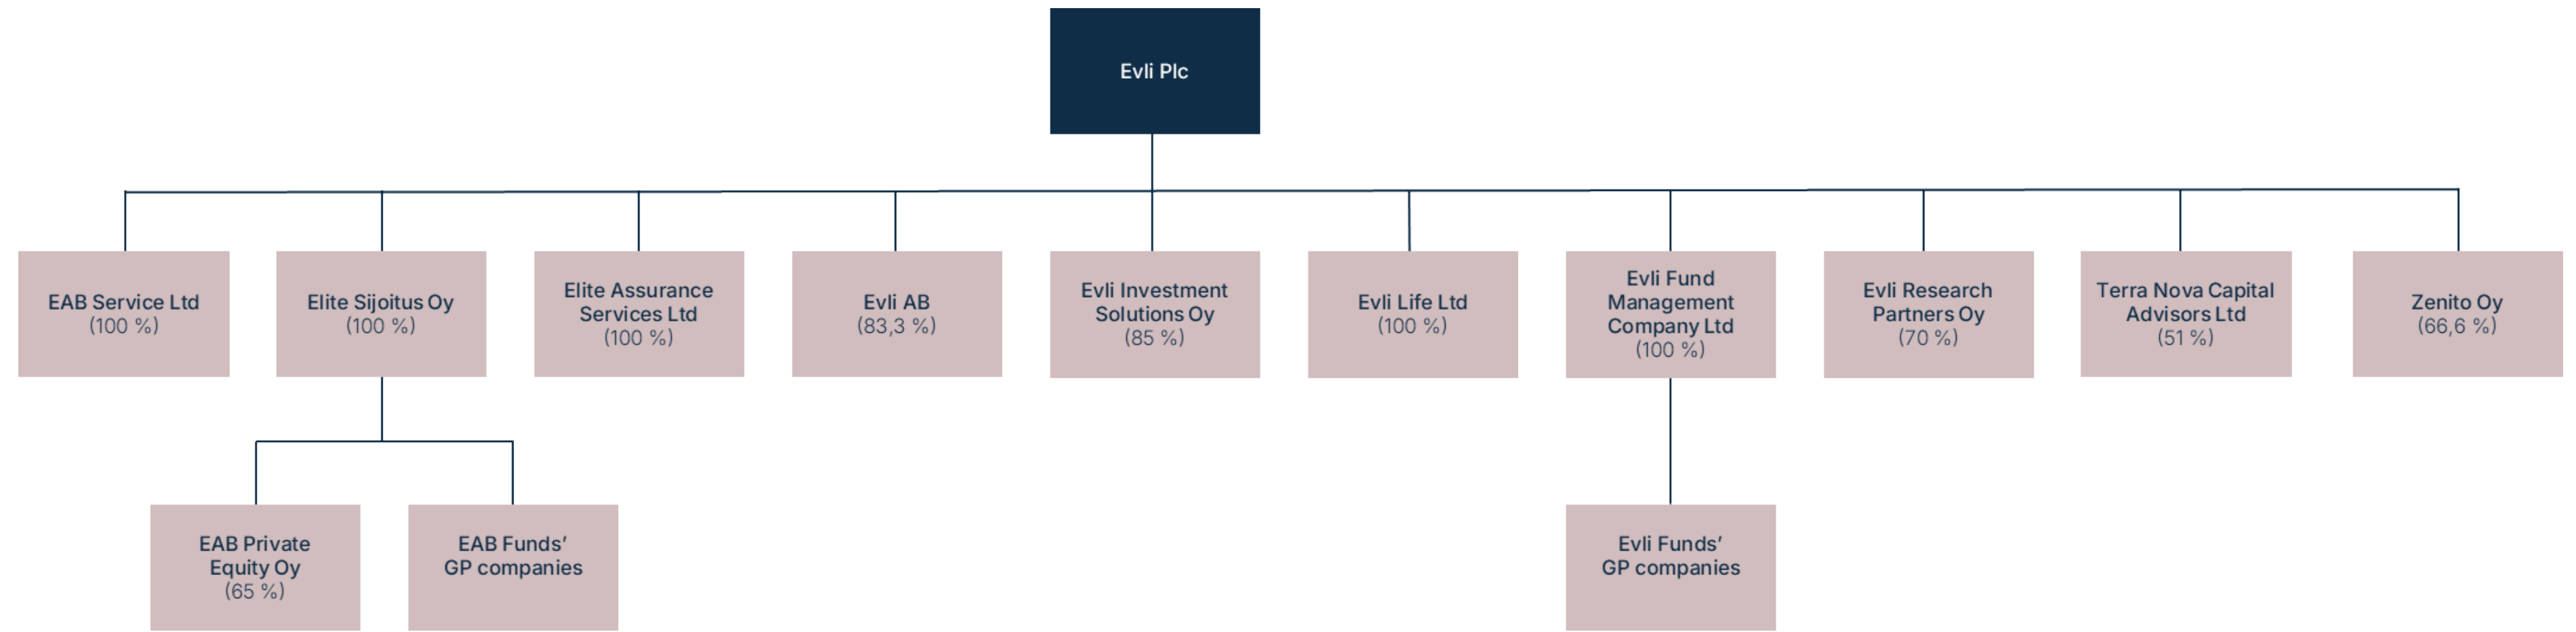 Evli Plc
EAB Service Ltd
(100 %)
Elite Sijoitus Oy
(100 %)
Elite Assurance
Services Ltd
(100 %)
Evli AB
(83,3 %)
Evli Investment
Solutions Oy
(85 %)
Evli Life Ltd
(100 %)
Evli Fund
Management
Company Ltd
(100 %)
Evli Research
Partners Oy
(70 %)
Terra Nova Capital
Advisors Ltd
(51 %)
Zenito Oy
(66,6 %)
EAB Private
Equity Oy
(65 %)
EAB Funds’
GP companies
Evli Funds’
GP companies